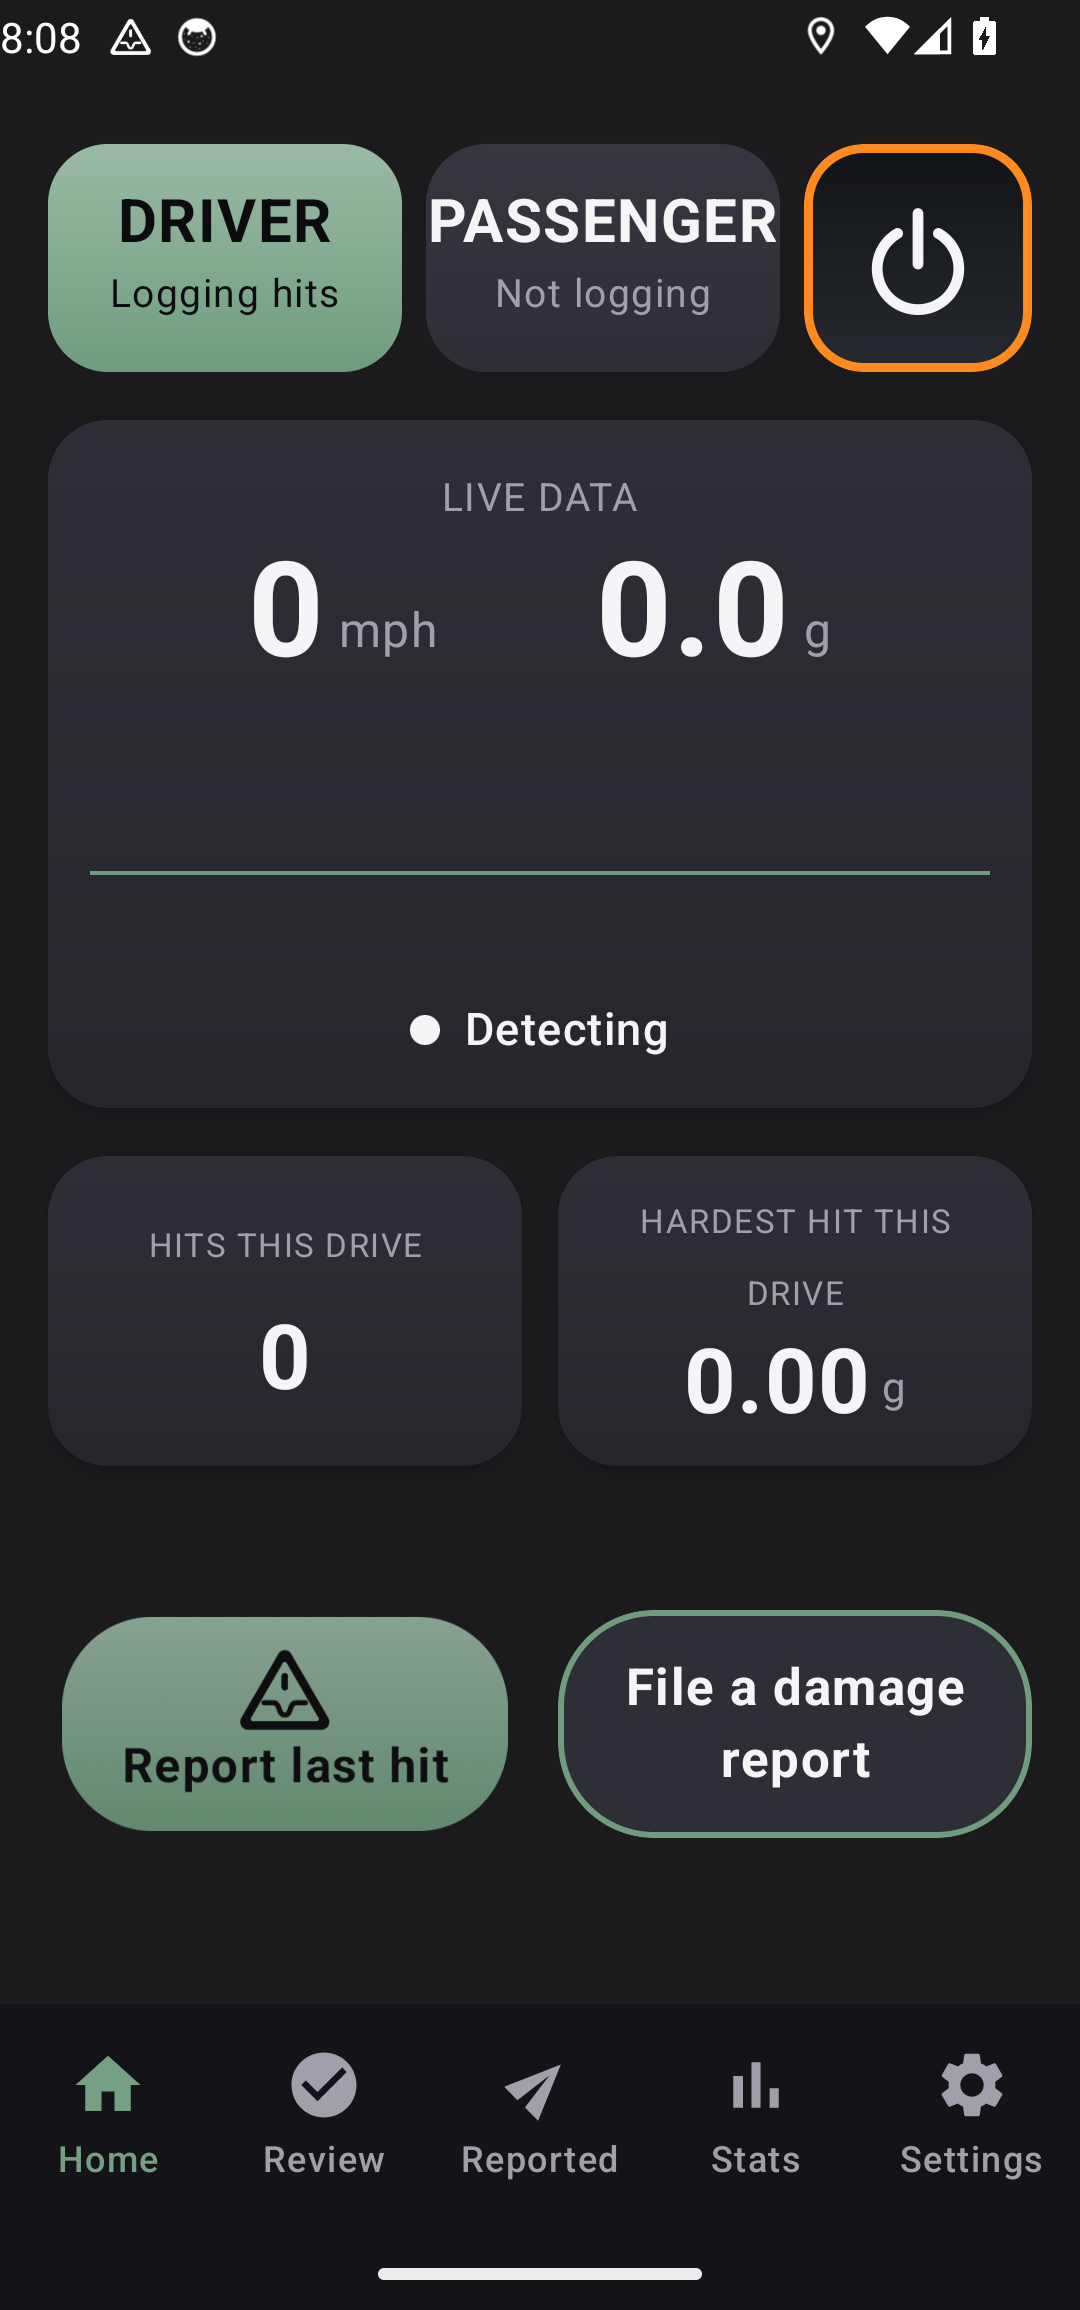 8:08
DRIVER
Logging hits
PASSENGER
Not logging
LIVE DATA
0 mph
0.0 g
Detecting
HITS THIS DRIVE
0
HARDEST HIT THIS
DRIVE
0.00 g
Report last hit
File a damage
report
Home
Review
Reported
Stats
Settings